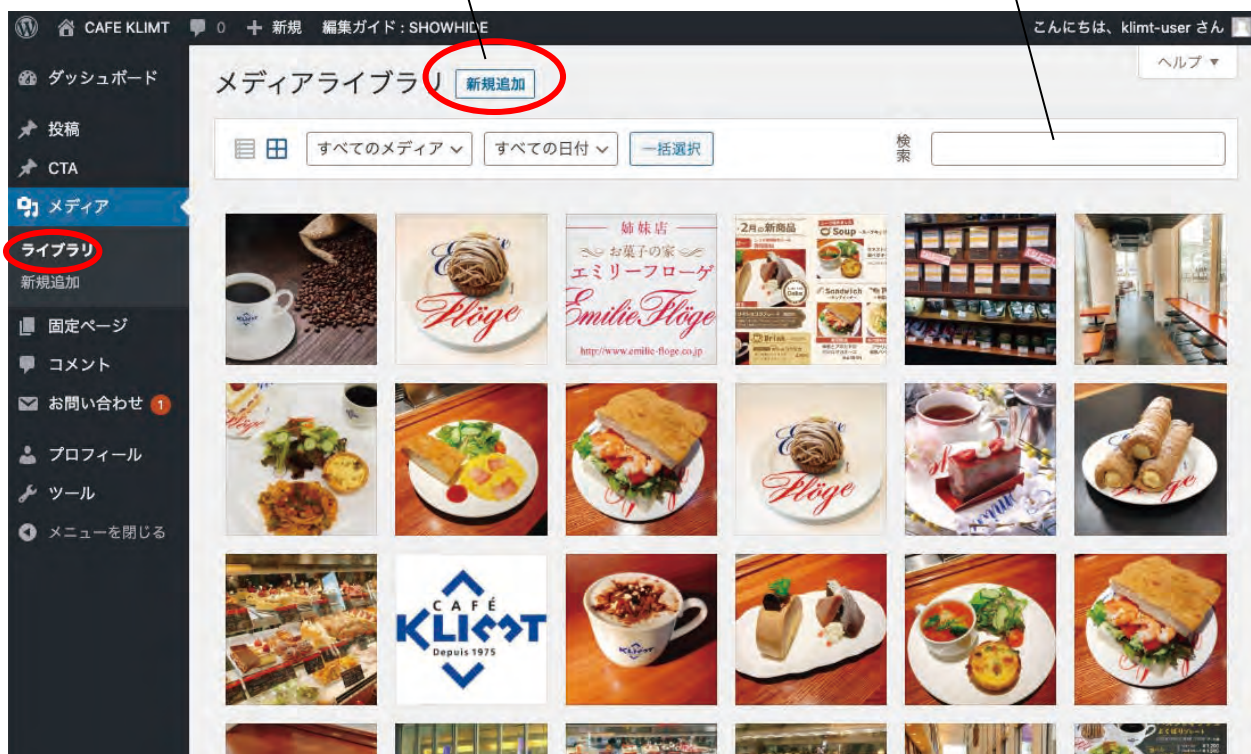 CAFE KLIMT
0
新規
編集ガイド : SHOWHIDE
こんにちは、klimt-user さん
ダッシュボード
投稿
CTA
メディア
ライブラリ
新規追加
固定ページ
コメント
お問い合わせ 1
プロフィール
ツール
メニューを閉じる
ヘルプ ▼
メディアライブラリ
新規追加
すべてのメディア
すべての日付
一括選択
検索
Flöge
姉妹店
お菓子の家
エミリーフローゲ
Emilie Flöge
http://www.emilie-floge.co.jp
2月の新商品
Soup
Sandwich
Drink
Flöge
CAFÉ
KLIMT
Depuis 1975